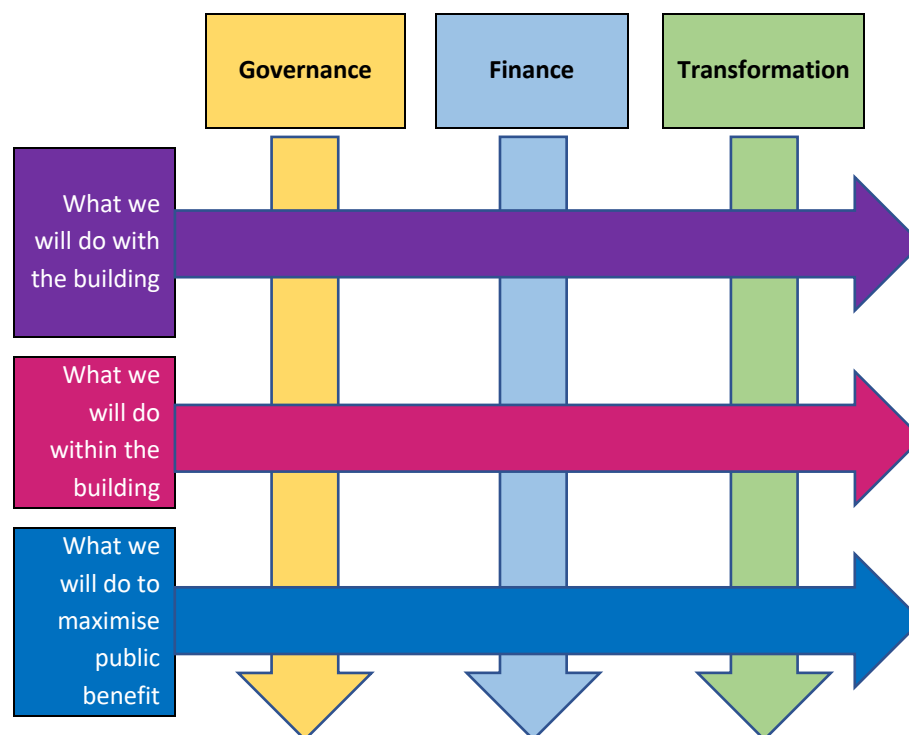 Governance
Finance
Transformation
What we
will do with
the building
What we
will do
within the
building
What we
will do to
maximise
public
benefit